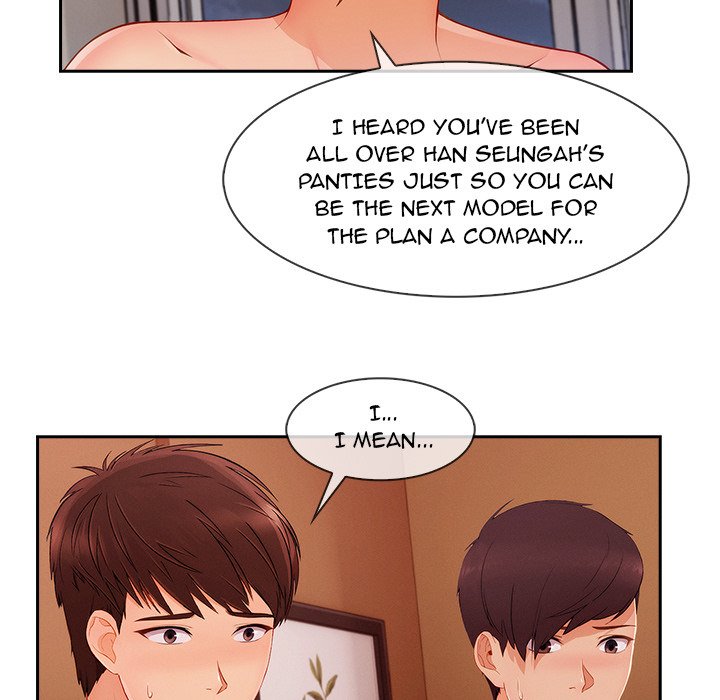 I HEARD YOU'VE BEEN
ALL OVER HAN SEUNGAH'S
PANTIES JUST SO YOU CAN
BE THE NEXT MODEL FOR
THE PLAN A COMPANY...
I...
I MEAN...